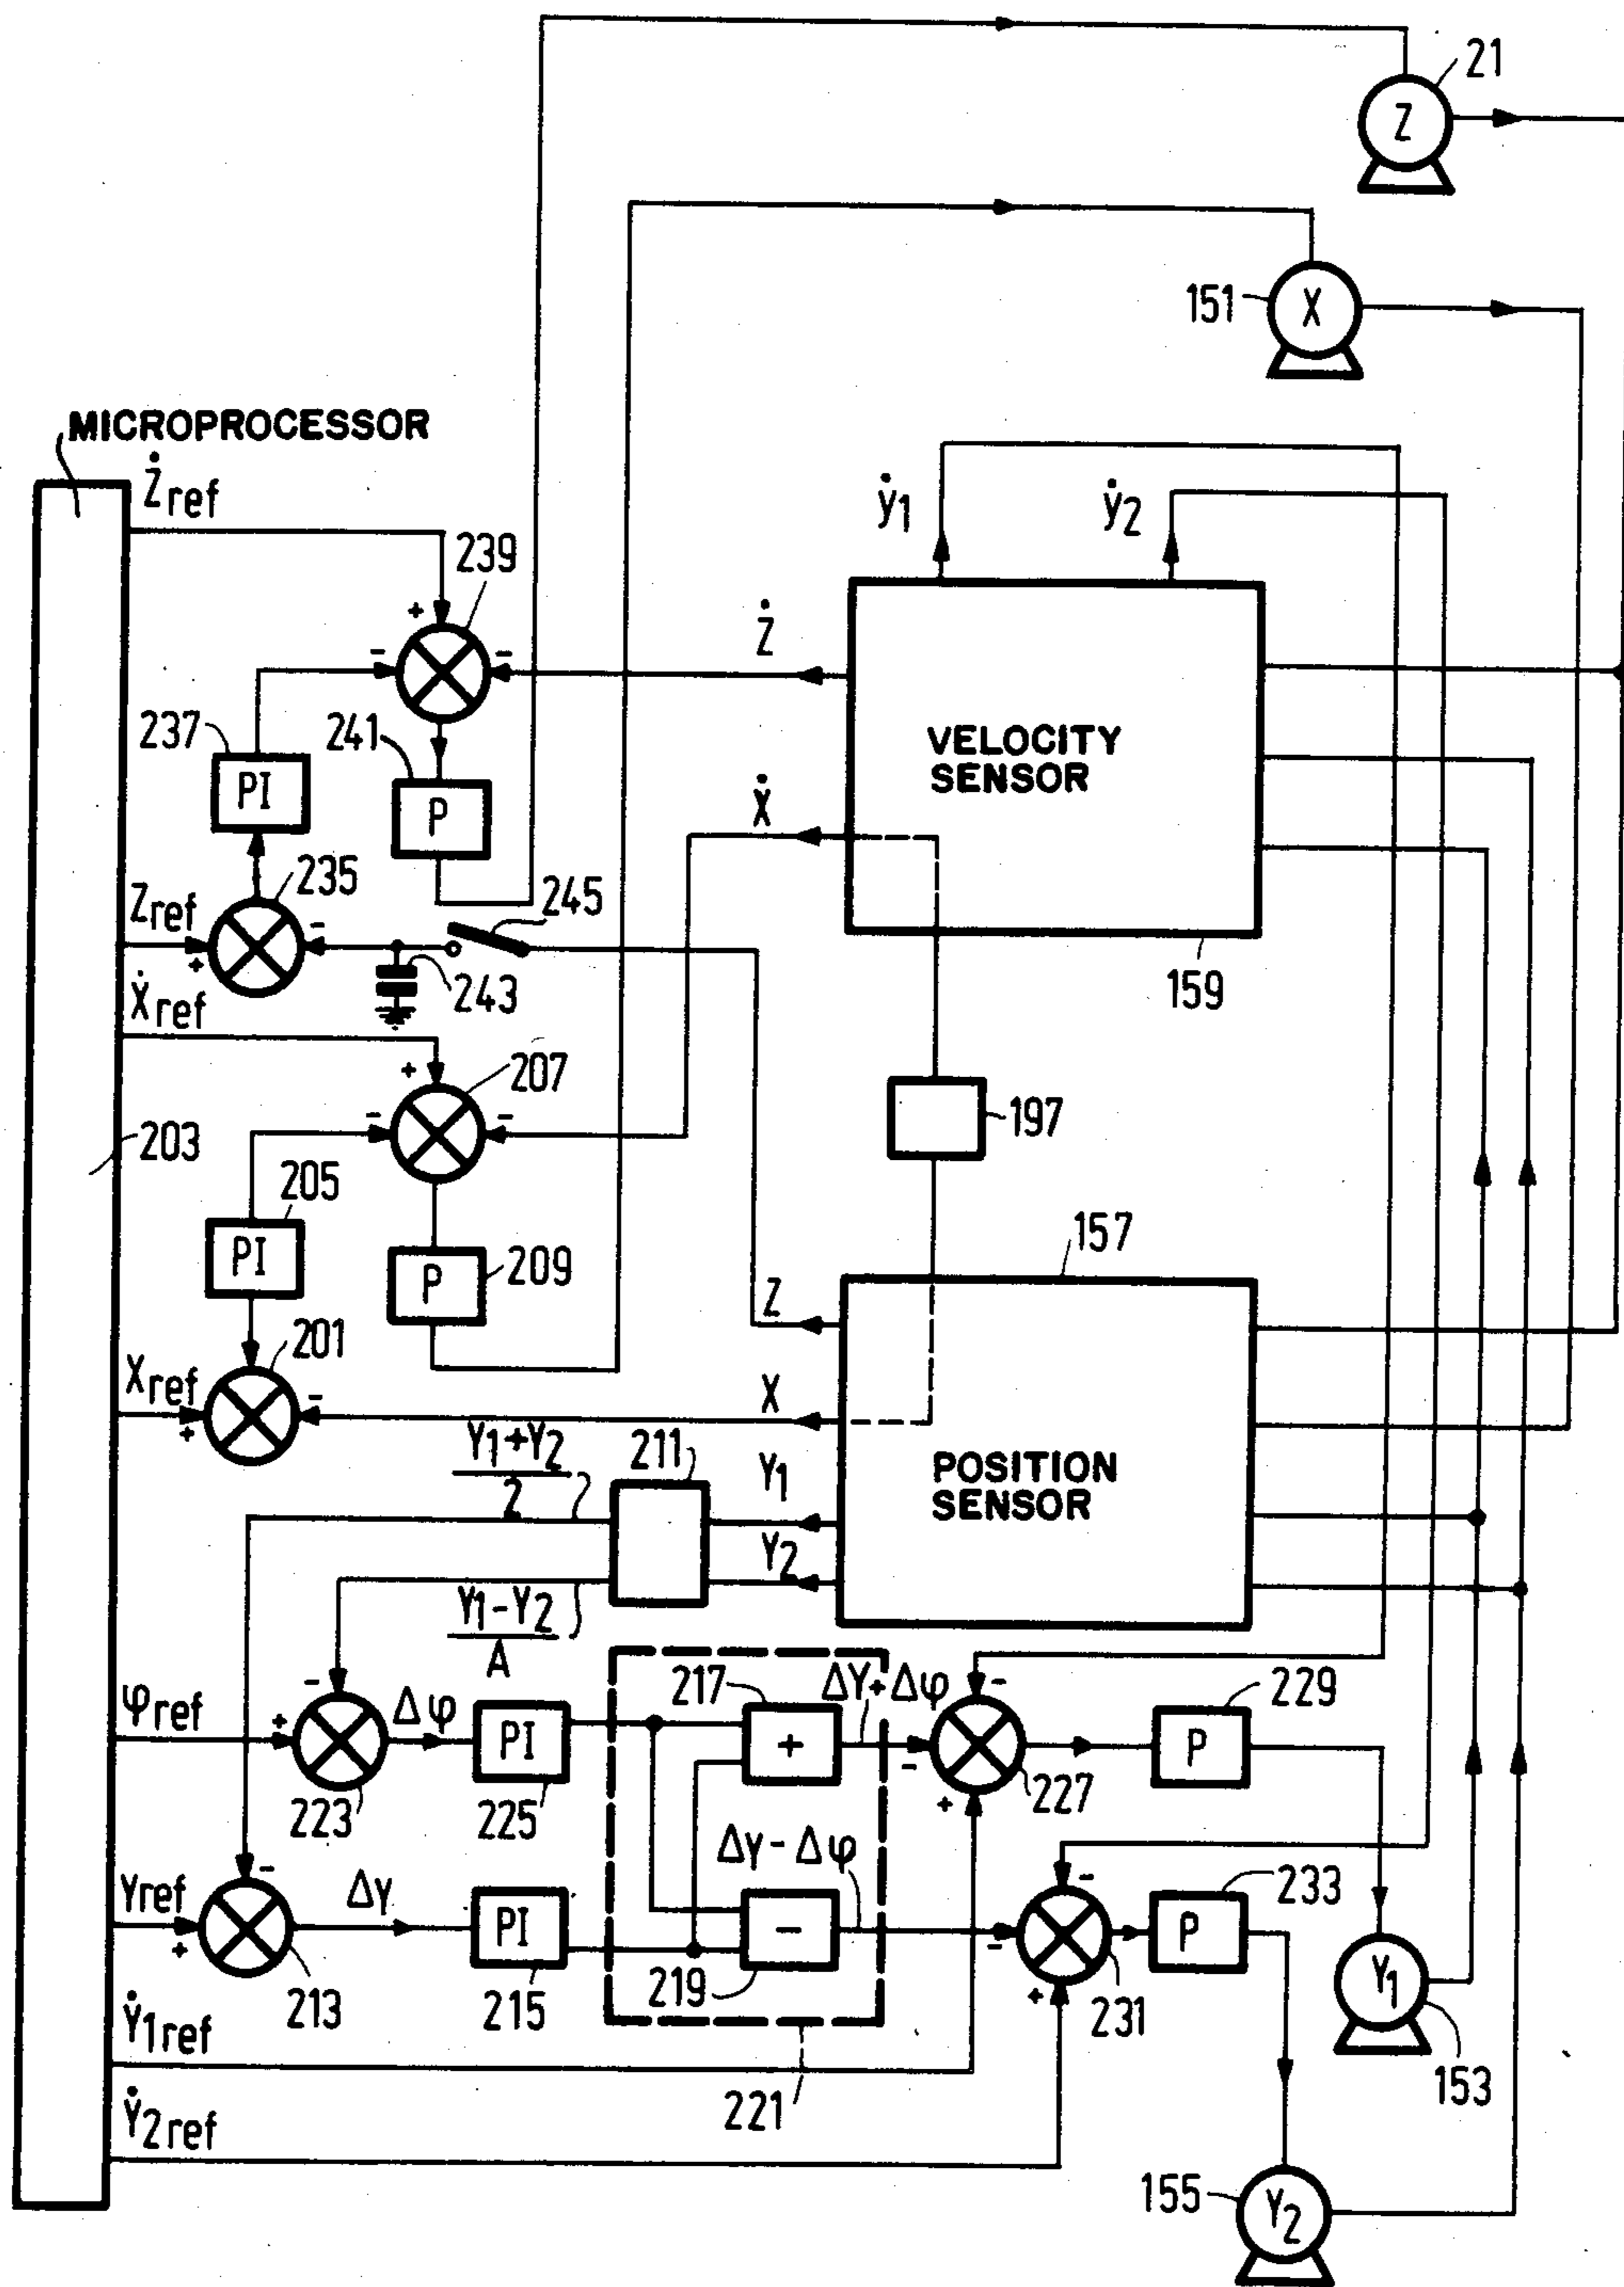 21
Z
151
X
MICROPROCESSOR
Żref
ẏ1
ẏ2
239
+
-
-
Ż
237
241
VELOCITY
SENSOR
PI
P
Ẋ
235
245
Zref
-
+
243
159
Ẋref
207
+
-
-
197
203
205
157
PI
P
209
Z
201
Xref
-
X
+
Y1+Y2
2
211
Y1
POSITION
SENSOR
Y2
Y1-Y2
A
-
217
ΔY+Δφ
-
229
φref
+
Δφ
PI
+
P
-
223
225
+
227
ΔY-Δφ
-
-
233
Yref
ΔY
PI
-
P
+
-
Y1
213
215
219
+
231
Ẏ1ref
221
153
Ẏ2ref
155
Y2